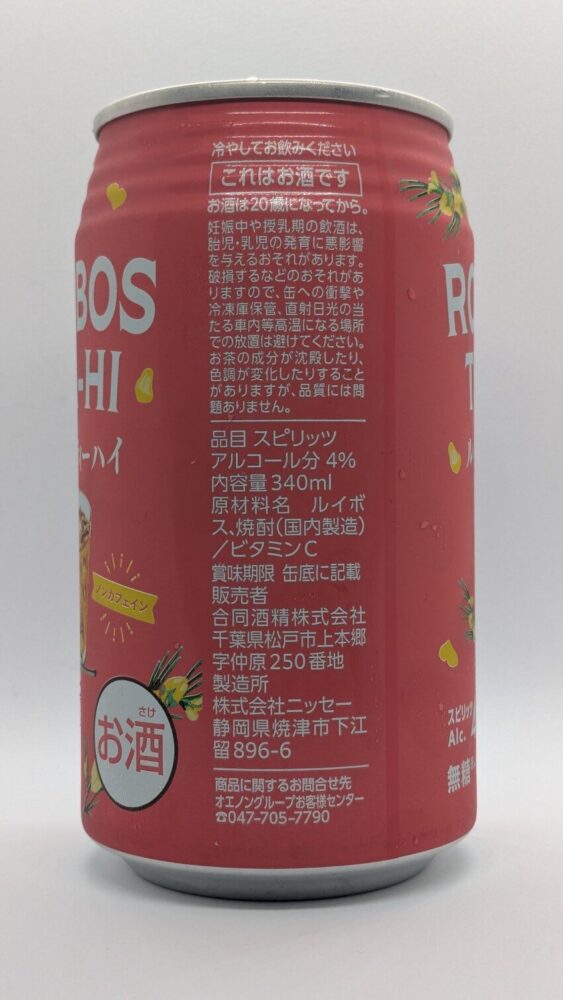 冷やしてお飲みください
これはお酒です
お酒は20歳になってから。
妊娠中や授乳期の飲酒は、
胎児・乳児の発育に悪影響
を与えるおそれがあります。
破損するなどのおそれがあ
りますので、缶への衝撃や
冷凍庫保管、直射日光の当
たる車内等高温になる場所
での放置は避けてください。
お茶の成分が沈殿したり、
色調が変化したりすること
がありますが、品質には問
題ありません。
品目 スピリッツ
アルコール分 4%
内容量 340ml
原材料名 ルイボ
ス、焼酎(国内製造)
/ビタミンC
賞味期限 缶底に記載
販売者
合同酒精株式会社
千葉県松戸市上本郷
字仲原250番地
製造所
株式会社ニッセー
静岡県焼津市下江
留896-6
商品に関するお問合せ先
オエノングループお客様センター
☎047-705-7790
BOS
-HI
ーハイ
ノンカフェイン
さけ
お酒
RO
T
ル
スピリッツ
Alc.
無糖